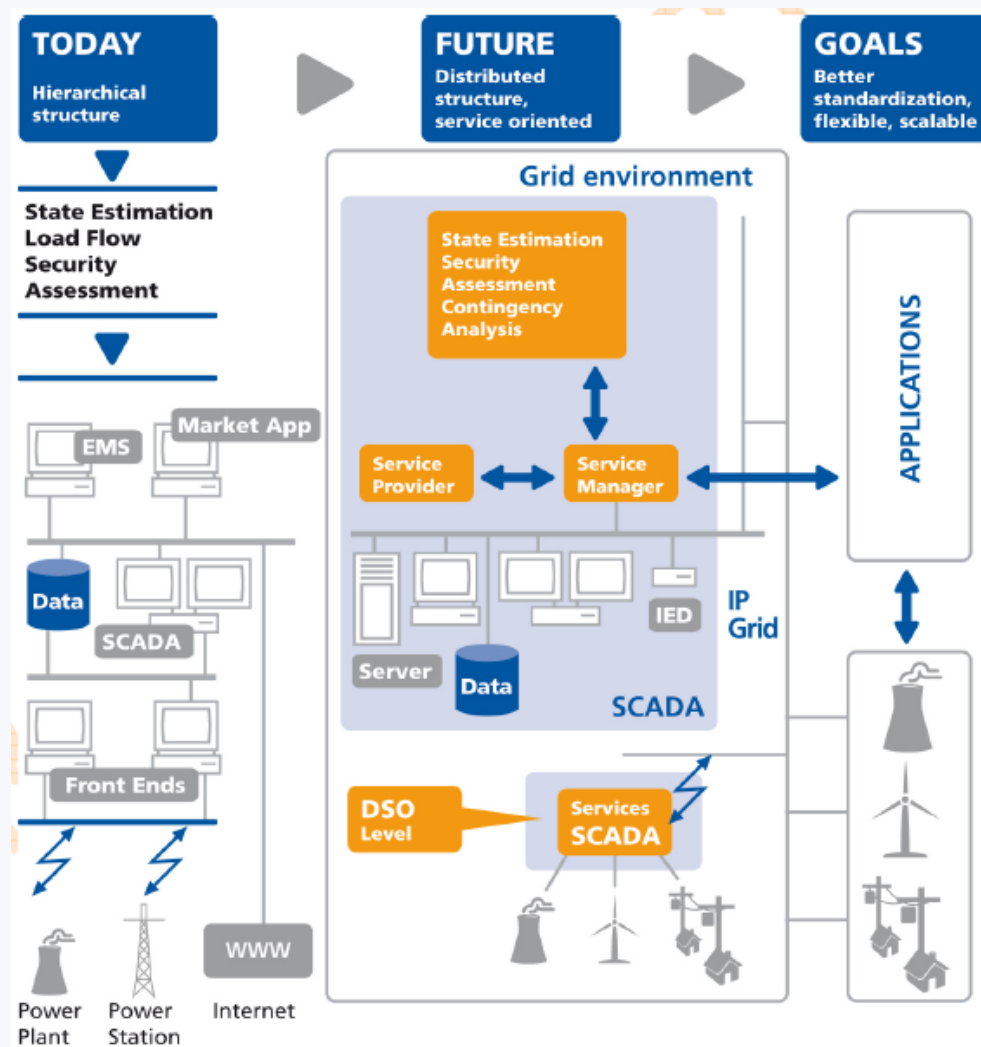 TODAY
Hierarchical
structure
FUTURE
Distributed
structure,
service oriented
GOALS
Better
standardization,
flexible, scalable
State Estimation
Load Flow
Security
Assessment
EMS
Market App
Data
SCADA
Front Ends
WWW
Power
Plant
Power
Station
Internet
Grid environment
State Estimation
Security
Assessment
Contingency
Analysis
Service
Provider
Service
Manager
Server
Data
IED
IP
Grid
SCADA
DSO
Level
Services
SCADA
APPLICATIONS